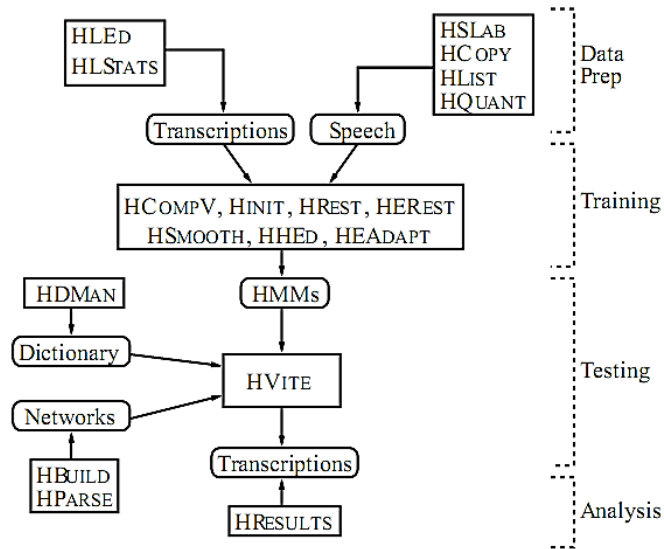 HLED
HLSTATS
HSLAB
HCOPY
HLIST
HQUANT
Data
Prep
Transcriptions
Speech
HCOMPV, HINIT, HREST, HEREST
HSMOOTH, HHED, HEADAPT
Training
HDMAN
HMMs
Dictionary
HVITE
Testing
Networks
HBUILD
HPARSE
Transcriptions
HRESULTS
Analysis